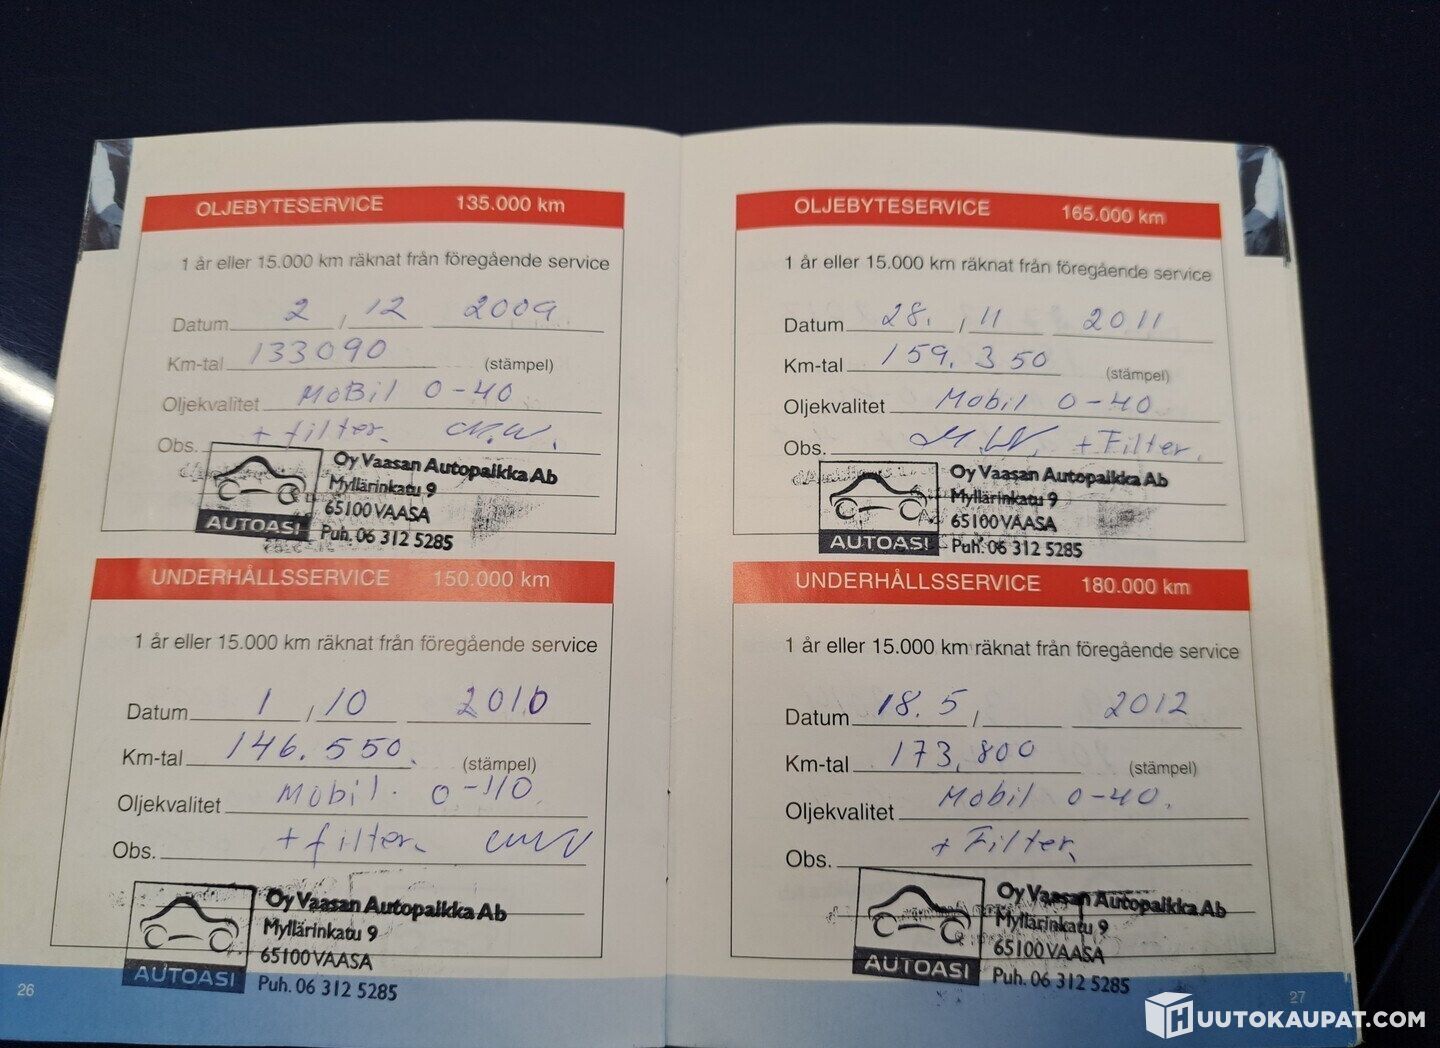 OLJEBYTESERVICE 135.000 km
1 år eller 15.000 km räknat från föregående service
Datum 2 / 12 2009
Km-tal 133090 (stämpel)
Oljekvalitet MoBil 0-40
Obs. + filter.
Oy Vaasan Autopaikka Ab
Myllärinkatu 9
65100 VAASA
AUTOASI Puh. 06 312 5285
UNDERHÅLLSSERVICE 150.000 km
1 år eller 15.000 km räknat från föregående service
Datum 1 / 10 2010
Km-tal 146.550. (stämpel)
Oljekvalitet Mobil. 0-40.
Obs. + filter.
Oy Vaasan Autopaikka Ab
Myllärinkatu 9
65100 VAASA
AUTOASI Puh. 06 312 5285
26
OLJEBYTESERVICE 165.000 km
1 år eller 15.000 km räknat från föregående service
Datum 28. / 11 2011
Km-tal 159.350 (stämpel)
Oljekvalitet Mobil 0-40
Obs. + Filter.
Oy Vaasan Autopaikka Ab
Myllärinkatu 9
65100 VAASA
AUTOASI Puh. 06 312 5285
UNDERHÅLLSSERVICE 180.000 km
1 år eller 15.000 km räknat från föregående service
Datum 18.5 / 2012
Km-tal 173,800 (stämpel)
Oljekvalitet Mobil 0-40.
Obs. + Filter.
Oy Vaasan Autopaikka Ab
Myllärinkatu 9
65100 VAASA
AUTOASI Puh. 06 312 5285
27
HUUTOKAUPAT.COM